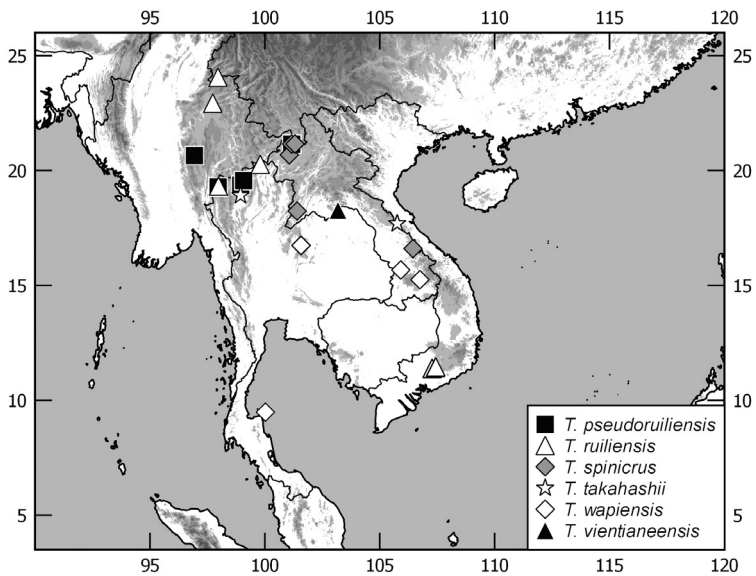 95 100 105 110 115 120
25 25
20 20
15 15
10 10
5 5
T. pseudoruiliensis
T. ruiliensis
T. spinicrus
T. takahashii
T. wapiensis
T. vientianeensis
95 100 105 110 115 120